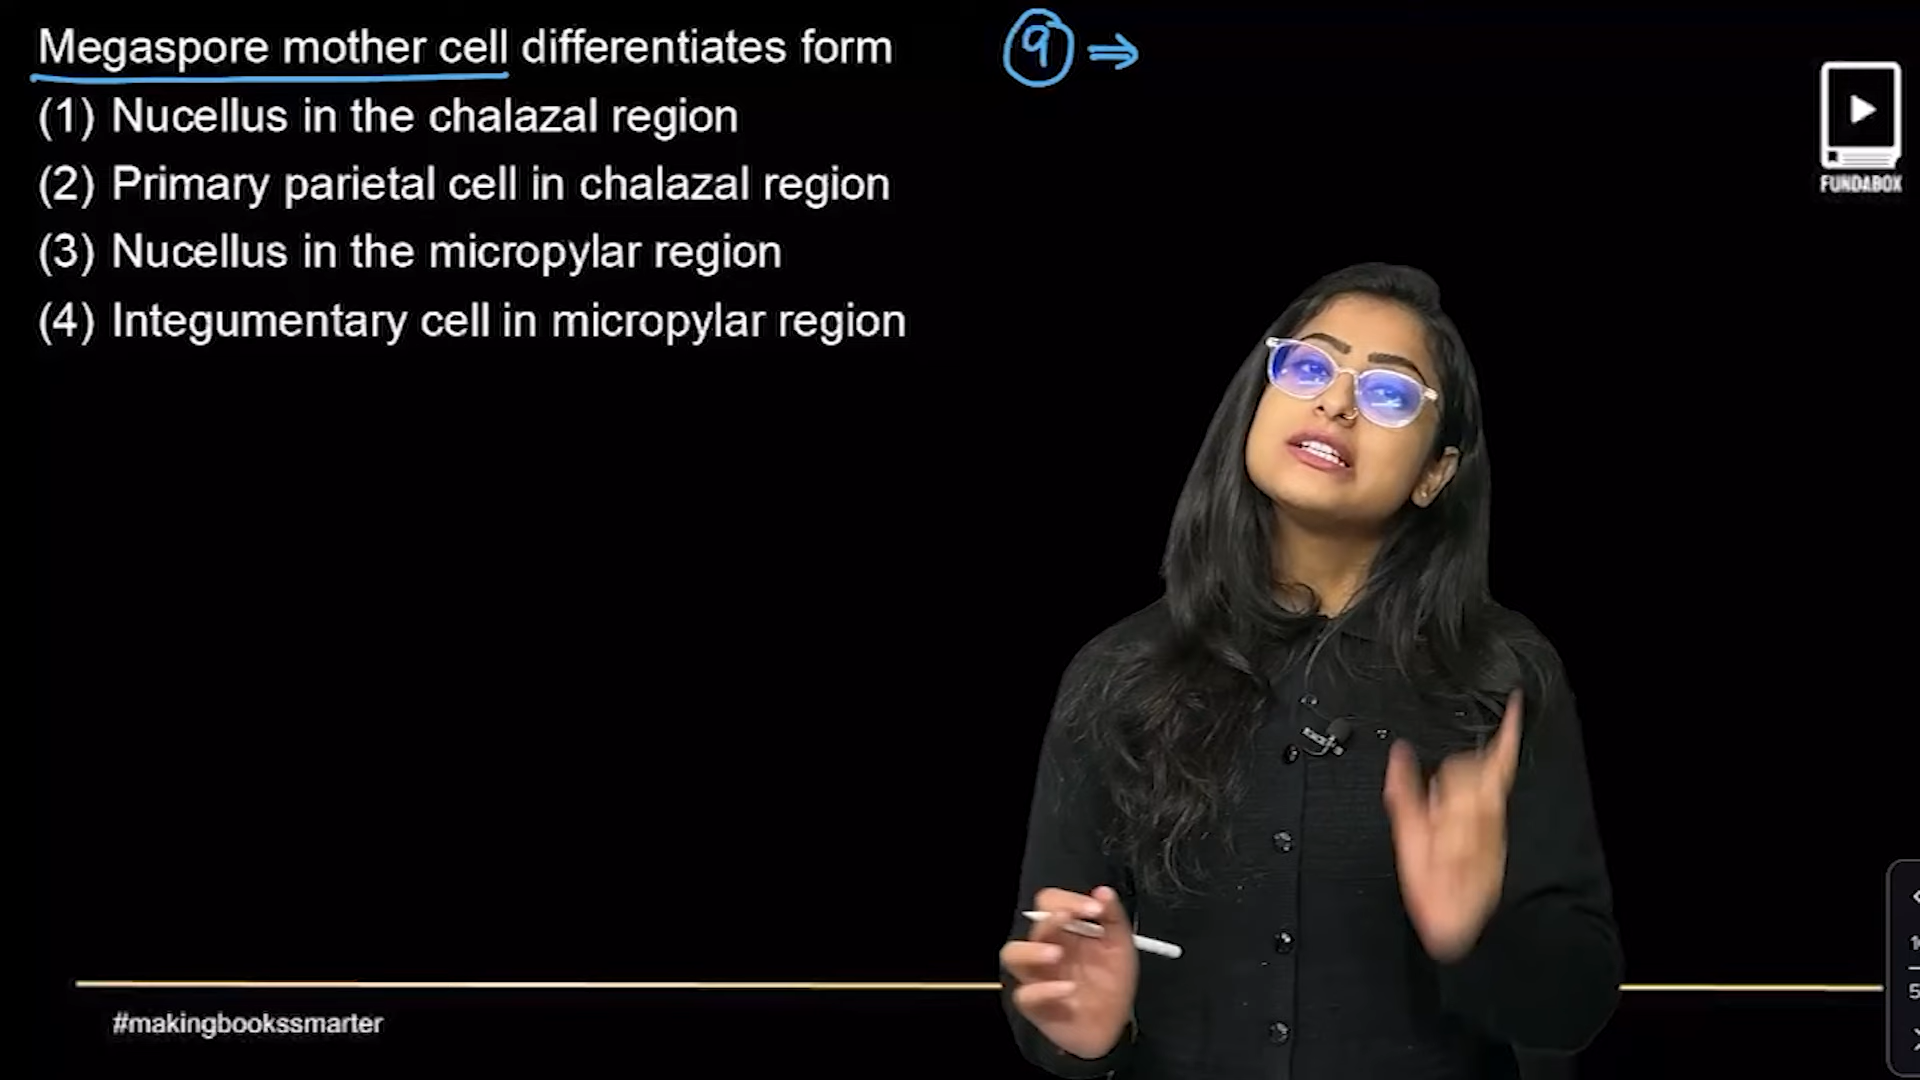 Megaspore mother cell differentiates form
9 ⇒
(1) Nucellus in the chalazal region
(2) Primary parietal cell in chalazal region
(3) Nucellus in the micropylar region
(4) Integumentary cell in micropylar region
FUNDABOX
#makingbookssmarter